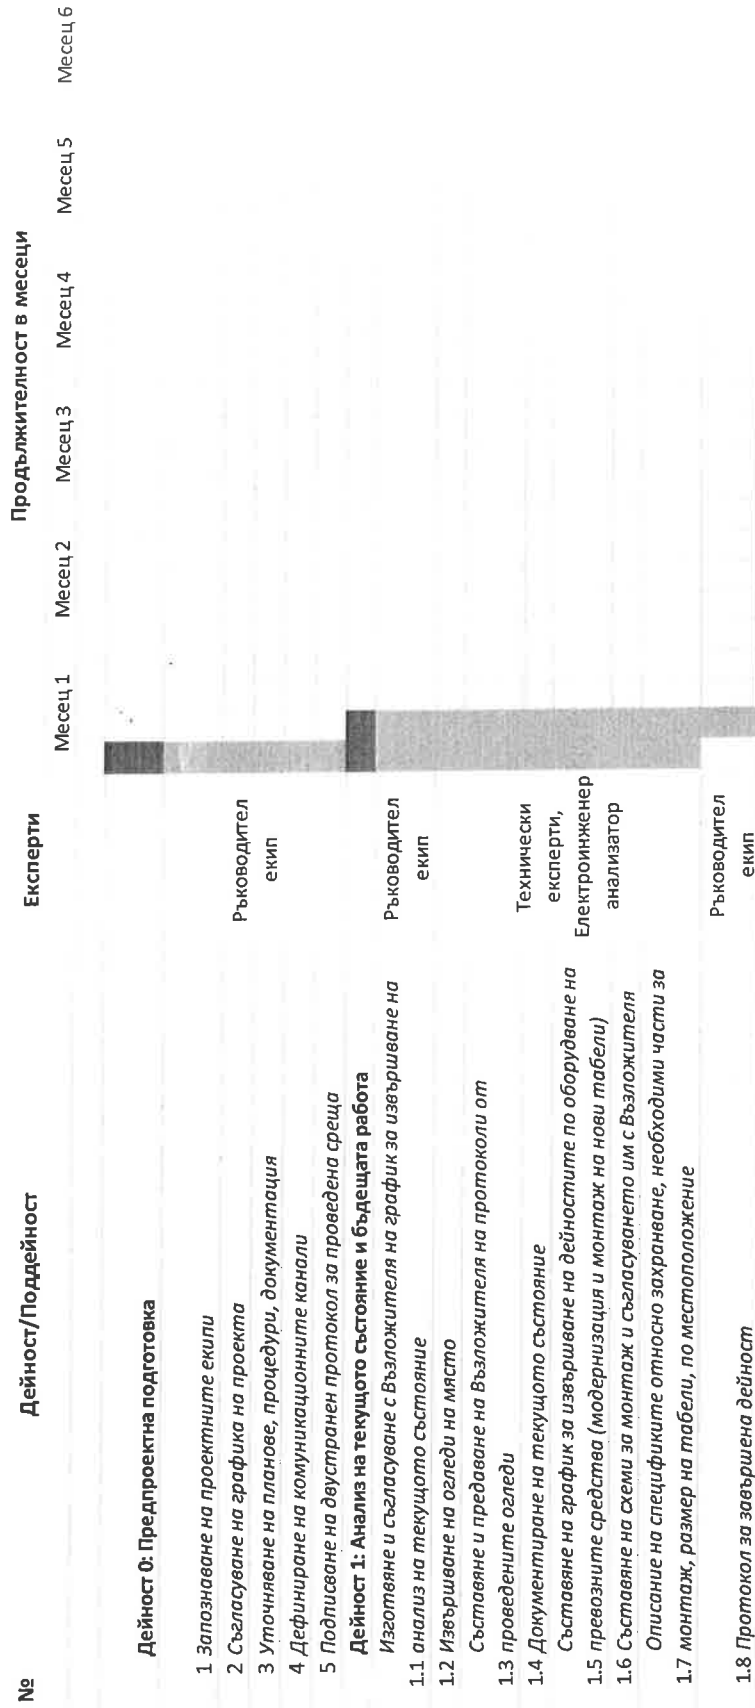 № Дейност/Поддейност Експерти Продължителност в месеци
Месец 1 Месец 2 Месец 3 Месец 4 Месец 5 Месец 6
Дейност 0: Предпроектна подготовка
1 Запознаване на проектните екипи
2 Съгласуване на графика на проекта
Ръководител
3 Уточняване на планове, процедури, документация
екип
4 Дефиниране на комуникационните канали
5 Подписване на двустранен протокол за проведена среща
Дейност 1: Анализ на текущото състояние и бъдещата работа
Изготвяне и съгласуване с Възложителя на график за извършване на
Ръководител
1.1 анализ на текущото състояние
екип
1.2 Извършване на огледи на място
Съставяне и предаване на Възложителя на протоколи от
1.3 проведените огледи
Технически
1.4 Документиране на текущото състояние
експерти,
Съставяне на график за извършване на дейностите по оборудване на
Електроинженер
1.5 превозните средства (модернизация и монтаж на нови табели)
анализатор
1.6 Съставяне на схеми за монтаж и съгласуването им с Възложителя
Описание на спецификите относно захранване, необходими части за
1.7 монтаж, размер на табели, по местоположение
Ръководител
1.8 Протокол за завършена дейност
екип